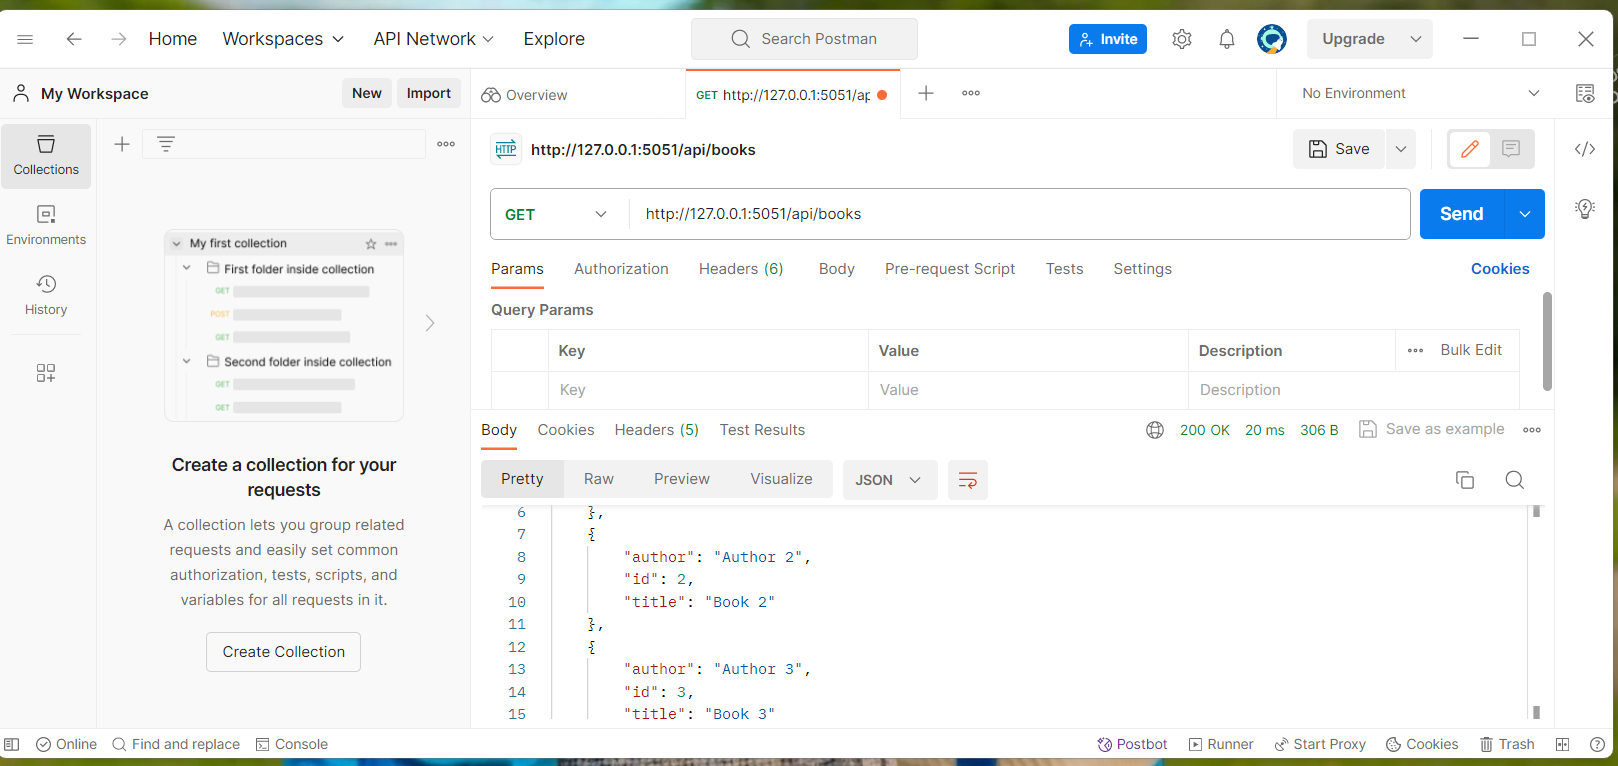 Home Workspaces API Network Explore Search Postman Invite Upgrade
My Workspace New Import Overview GET http://127.0.0.1:5051/ap No Environment
Collections
Environments
History
My first collection
First folder inside collection
GET
POST
GET
Second folder inside collection
GET
GET
Create a collection for your
requests
A collection lets you group related
requests and easily set common
authorization, tests, scripts, and
variables for all requests in it.
Create Collection
HTTP http://127.0.0.1:5051/api/books Save
GET http://127.0.0.1:5051/api/books Send
Params Authorization Headers (6) Body Pre-request Script Tests Settings Cookies
Query Params
Key Value Description Bulk Edit
Key Value Description
Body Cookies Headers (5) Test Results 200 OK 20 ms 306 B Save as example
Pretty Raw Preview Visualize JSON
6 },
7 {
8 "author": "Author 2",
9 "id": 2,
10 "title": "Book 2"
11 },
12 {
13 "author": "Author 3",
14 "id": 3,
15 "title": "Book 3"
Online Find and replace Console Postbot Runner Start Proxy Cookies Trash